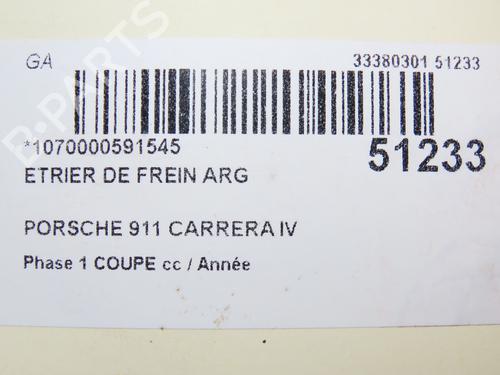 GA 33380301 51233
*1070000591545 51233
ETRIER DE FREIN ARG
PORSCHE 911 CARRERA IV
Phase 1 COUPE cc / Année
B-PARTS